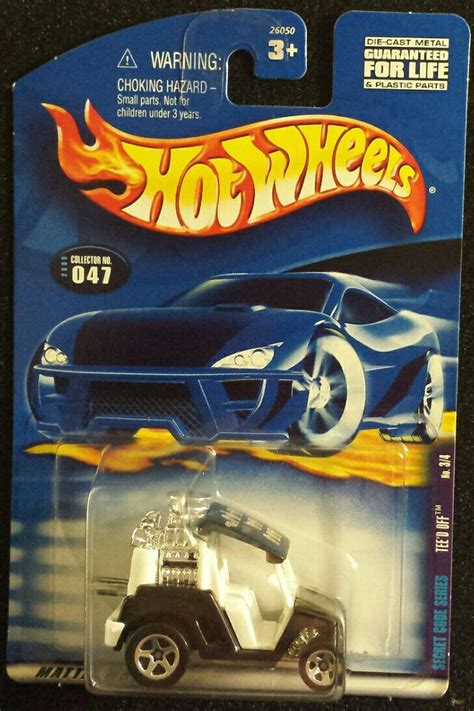 26050
3+
⚠ WARNING:
CHOKING HAZARD –
Small parts. Not for
children under 3 years.
DIE-CAST METAL
GUARANTEED
FOR LIFE
& PLASTIC PARTS
HOT WHEELS®
2000
COLLECTOR NO.
047
No. 3/4
TEE'D OFF™
SECRET CODE SERIES